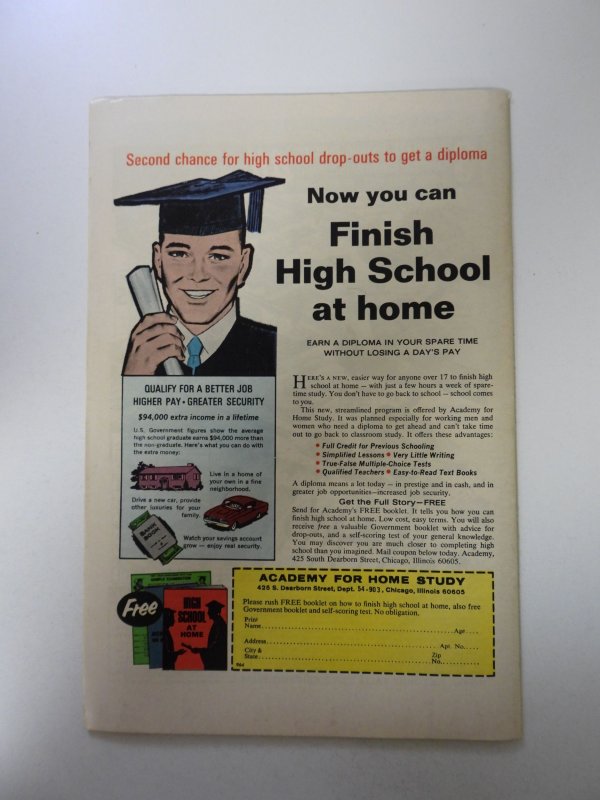 Second chance for high school drop-outs to get a diploma
Now you can
Finish
High School
at home
EARN A DIPLOMA IN YOUR SPARE TIME
WITHOUT LOSING A DAY'S PAY
QUALIFY FOR A BETTER JOB
HIGHER PAY • GREATER SECURITY
$94,000 extra income in a lifetime
U.S. Government figures show the average
high school graduate earns $94,000 more than
the non-graduate. Here's what you can do with
the extra money:
Live in a home of
your own in a fine
neighborhood.
Drive a new car, provide
other luxuries for your
family.
BANK
BOOK
Watch your savings account
grow — enjoy real security.
HERE'S A NEW, easier way for anyone over 17 to finish high
school at home — with just a few hours a week of spare-
time study. You don't have to go back to school — school comes
to you.
This new, streamlined program is offered by Academy for
Home Study. It was planned especially for working men and
women who need a diploma to get ahead and can't take time
out to go back to classroom study. It offers these advantages:
• Full Credit for Previous Schooling
• Simplified Lessons • Very Little Writing
• True-False Multiple-Choice Tests
• Qualified Teachers • Easy-to-Read Text Books
A diploma means a lot today — in prestige and in cash, and in
greater job opportunities—increased job security.
Get the Full Story—FREE
Send for Academy's FREE booklet. It tells you how you can
finish high school at home. Low cost, easy terms. You will also
receive free a valuable Government booklet with advice for
drop-outs, and a self-scoring test of your general knowledge.
You may discover you are much closer to completing high
school than you imagined. Mail coupon below today. Academy,
425 South Dearborn Street, Chicago, Illinois 60605.
Free
HIGH
SCHOOL
AT
HOME
ACADEMY FOR HOME STUDY
425 S. Dearborn Street, Dept. 54-903, Chicago, Illinois 60605
Please rush FREE booklet on how to finish high school at home, also free
Government booklet and self-scoring test. No obligation.
Print
Name Age
Address Apt. No.
City & Zip
State No.